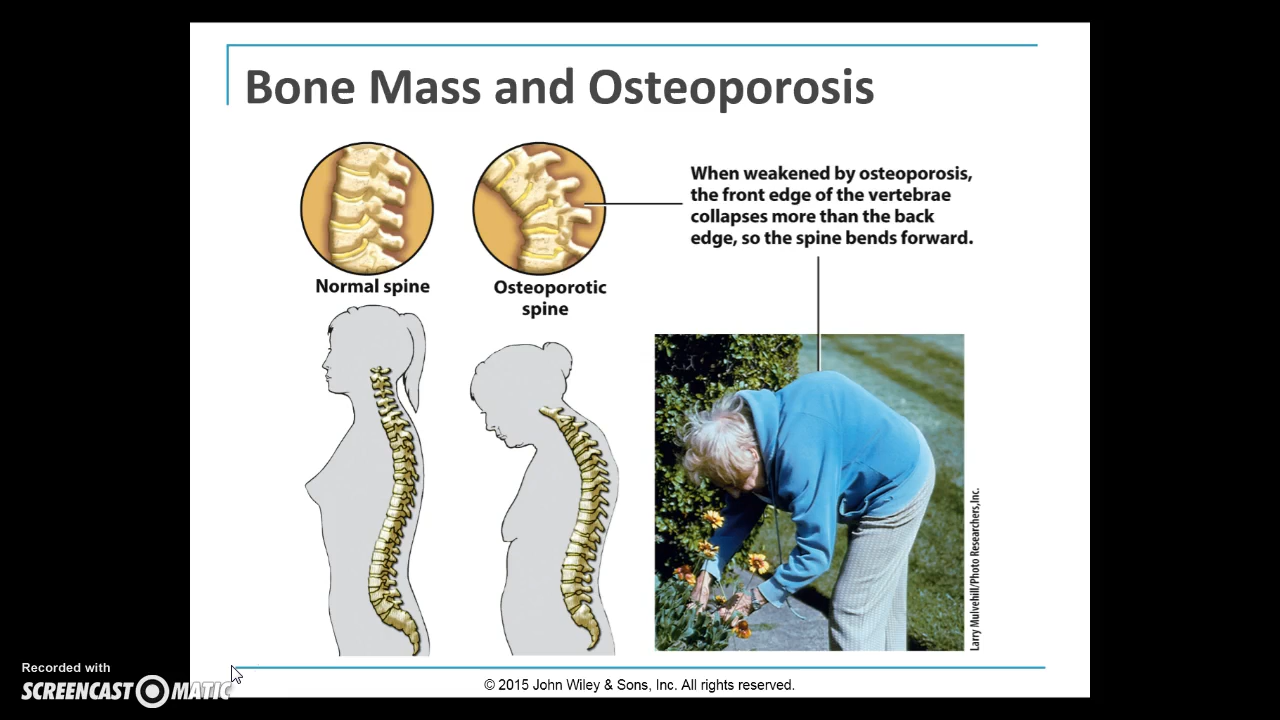 Bone Mass and Osteoporosis
When weakened by osteoporosis,
the front edge of the vertebrae
collapses more than the back
edge, so the spine bends forward.
Normal spine
Osteoporotic
spine
Larry Mulvehill/Photo Researchers,Inc.
© 2015 John Wiley & Sons, Inc. All rights reserved.
Recorded with
SCREENCAST MATIC